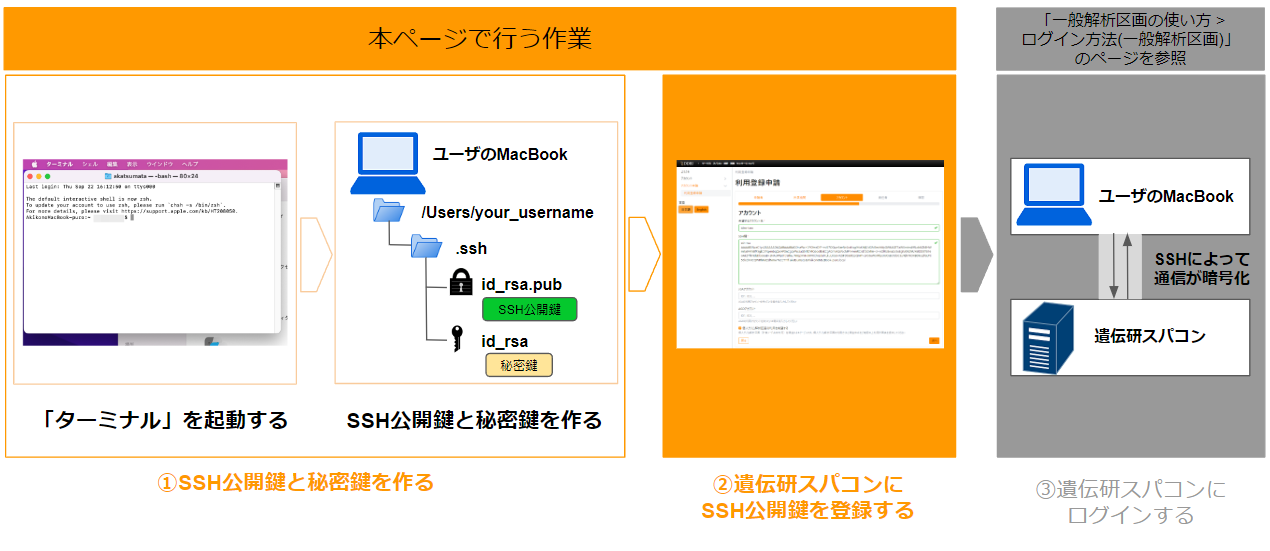 本ページで行う作業
「一般解析区画の使い方 >
ログイン方法(一般解析区画)」
のページを参照
ターミナル シェル 編集 表示 ウインドウ ヘルプ
akatsumata — -bash — 80×24
Last login: Thu Sep 22 16:12:50 on ttys000
The default interactive shell is now zsh.
To update your account to use zsh, please run `chsh -s /bin/zsh`.
For more details, please visit https://support.apple.com/kb/HT208050.
ユーザのMacBook
/Users/your_username
.ssh
id_rsa.pub
SSH公開鍵
id_rsa
秘密鍵
「ターミナル」を起動する
SSH公開鍵と秘密鍵を作る
利用登録申請
アカウント
ユーザのMacBook
SSHによって
通信が暗号化
遺伝研スパコン
①SSH公開鍵と秘密鍵を作る
②遺伝研スパコンに
SSH公開鍵を登録する
③遺伝研スパコンに
ログインする